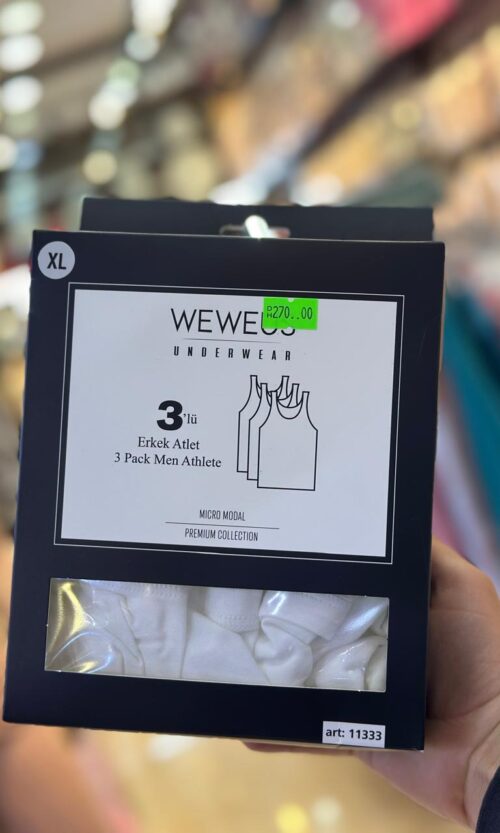 XL
WEWEUS
270..00
UNDERWEAR
3'lü
Erkek Atlet
3 Pack Men Athlete
MICRO MODAL
PREMIUM COLLECTION
art: 11333